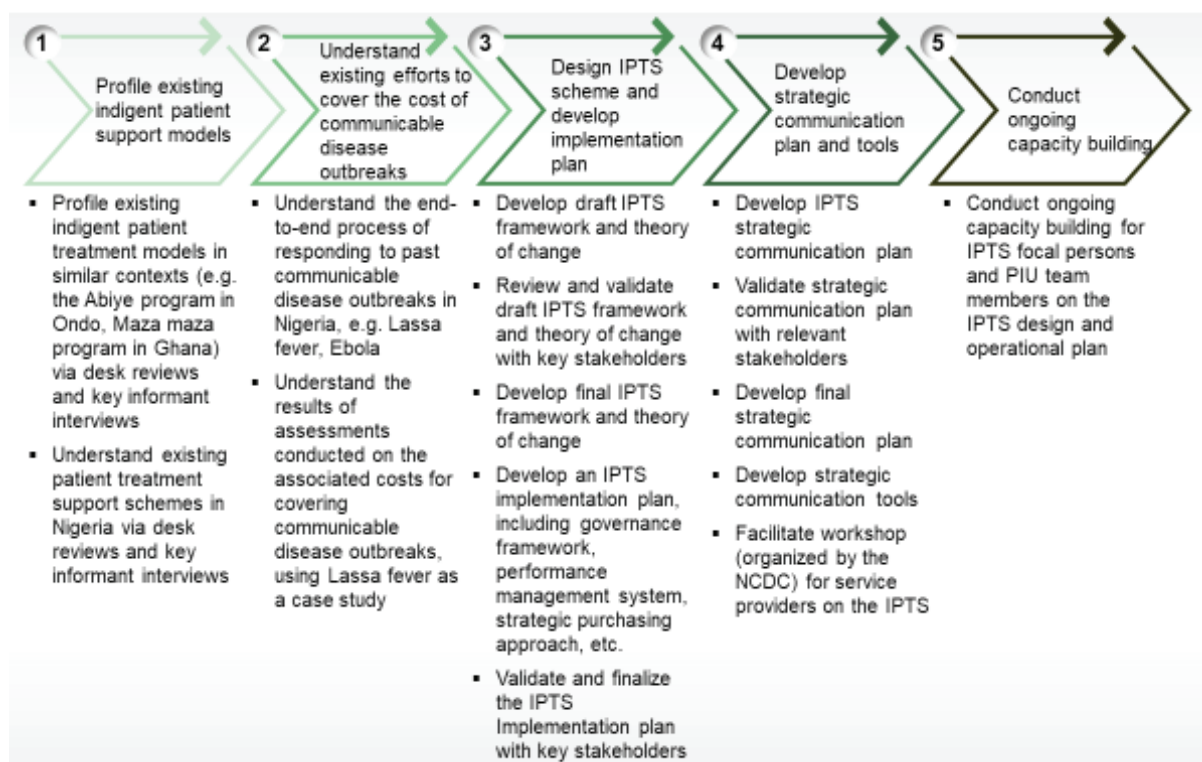 1
Profile existing
indigent patient
support models
▪ Profile existing
indigent patient
treatment models in
similar contexts (e.g.
the Abiye program in
Ondo, Maza maza
program in Ghana)
via desk reviews
and key informant
interviews
▪ Understand existing
patient treatment
support schemes in
Nigeria via desk
reviews and key
informant interviews
2
Understand
existing efforts to
cover the cost of
communicable
disease
outbreaks
▪ Understand the end-
to-end process of
responding to past
communicable
disease outbreaks in
Nigeria, e.g. Lassa
fever, Ebola
▪ Understand the
results of
assessments
conducted on the
associated costs for
covering
communicable
disease outbreaks,
using Lassa fever as
a case study
3
Design IPTS
scheme and
develop
implementation
plan
▪ Develop draft IPTS
framework and theory
of change
▪ Review and validate
draft IPTS framework
and theory of change
with key stakeholders
▪ Develop final IPTS
framework and theory
of change
▪ Develop an IPTS
implementation plan,
including governance
framework,
performance
management system,
strategic purchasing
approach, etc.
▪ Validate and finalize
the IPTS
Implementation plan
with key stakeholders
4
Develop
strategic
communication
plan and tools
▪ Develop IPTS
strategic
communication plan
▪ Validate strategic
communication plan
with relevant
stakeholders
▪ Develop final
strategic
communication plan
▪ Develop strategic
communication tools
▪ Facilitate workshop
(organized by the
NCDC) for service
providers on the IPTS
5
Conduct
ongoing
capacity building
▪ Conduct ongoing
capacity building for
IPTS focal persons
and PIU team
members on the
IPTS design and
operational plan